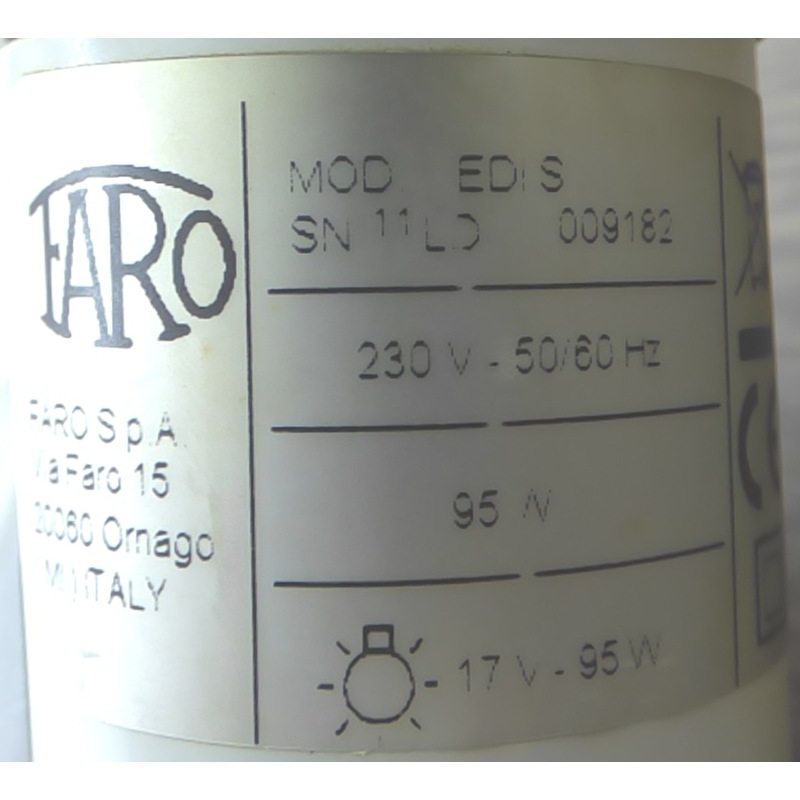 FARO
FARO S.p.A.
Via Faro 15
20060 Ornago
(MI) ITALY
MOD. EDI S
SN 11 LD 009182
230 V - 50/60 Hz
95 W
17 V - 95 W
CE